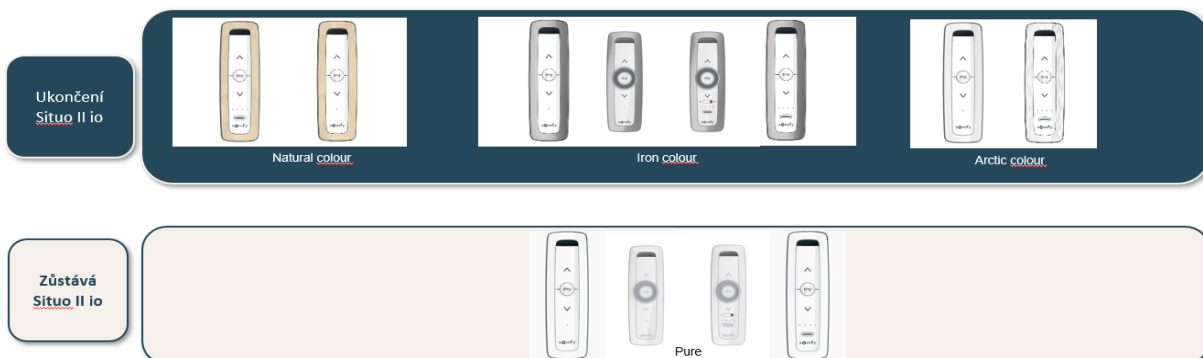 Ukončení
Situo II io
Natural colour
Iron colour
Arctic colour
Zůstává
Situo II io
Pure